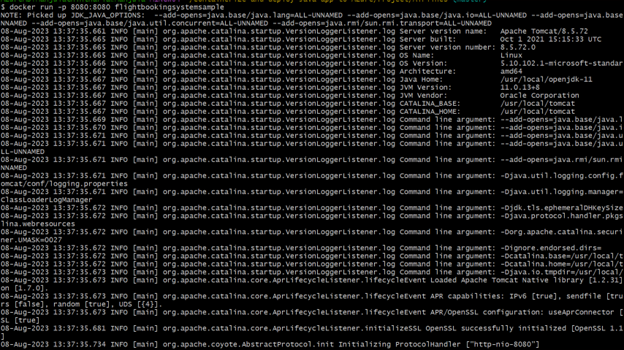 $ docker run -p 8080:8080 flightbookingsystemsample
NOTE: Picked up JDK_JAVA_OPTIONS:  --add-opens=java.base/java.lang=ALL-UNNAMED --add-opens=java.base/java.io=ALL-UNNAMED --add-opens=java.base
=ALL-UNNAMED --add-opens=java.base/java.util.concurrent=ALL-UNNAMED --add-opens=java.rmi/sun.rmi.transport=ALL-UNNAMED
08-Aug-2023 13:37:35.661 INFO [main] org.apache.catalina.startup.VersionLoggerListener.log Server version name:   Apache Tomcat/8.5.72
08-Aug-2023 13:37:35.665 INFO [main] org.apache.catalina.startup.VersionLoggerListener.log Server built:          Oct 1 2021 15:15:33 UTC
08-Aug-2023 13:37:35.665 INFO [main] org.apache.catalina.startup.VersionLoggerListener.log Server version number: 8.5.72.0
08-Aug-2023 13:37:35.665 INFO [main] org.apache.catalina.startup.VersionLoggerListener.log OS Name:               Linux
08-Aug-2023 13:37:35.665 INFO [main] org.apache.catalina.startup.VersionLoggerListener.log OS Version:            5.10.102.1-microsoft-standar
08-Aug-2023 13:37:35.666 INFO [main] org.apache.catalina.startup.VersionLoggerListener.log Architecture:          amd64
08-Aug-2023 13:37:35.666 INFO [main] org.apache.catalina.startup.VersionLoggerListener.log Java Home:             /usr/local/openjdk-11
08-Aug-2023 13:37:35.666 INFO [main] org.apache.catalina.startup.VersionLoggerListener.log JVM Version:           11.0.13+8
08-Aug-2023 13:37:35.666 INFO [main] org.apache.catalina.startup.VersionLoggerListener.log JVM Vendor:            Oracle Corporation
08-Aug-2023 13:37:35.666 INFO [main] org.apache.catalina.startup.VersionLoggerListener.log CATALINA_BASE:         /usr/local/tomcat
08-Aug-2023 13:37:35.666 INFO [main] org.apache.catalina.startup.VersionLoggerListener.log CATALINA_HOME:         /usr/local/tomcat
08-Aug-2023 13:37:35.669 INFO [main] org.apache.catalina.startup.VersionLoggerListener.log Command line argument: --add-opens=java.base/java.l
08-Aug-2023 13:37:35.670 INFO [main] org.apache.catalina.startup.VersionLoggerListener.log Command line argument: --add-opens=java.base/java.i
08-Aug-2023 13:37:35.671 INFO [main] org.apache.catalina.startup.VersionLoggerListener.log Command line argument: --add-opens=java.base/java.u
08-Aug-2023 13:37:35.671 INFO [main] org.apache.catalina.startup.VersionLoggerListener.log Command line argument: --add-opens=java.base/java.u
LL-UNNAMED
08-Aug-2023 13:37:35.671 INFO [main] org.apache.catalina.startup.VersionLoggerListener.log Command line argument: --add-opens=java.rmi/sun.rmi
NNAMED
08-Aug-2023 13:37:35.671 INFO [main] org.apache.catalina.startup.VersionLoggerListener.log Command line argument: -Djava.util.logging.config.f
omcat/conf/logging.properties
08-Aug-2023 13:37:35.671 INFO [main] org.apache.catalina.startup.VersionLoggerListener.log Command line argument: -Djava.util.logging.manager=
ClassLoaderLogManager
08-Aug-2023 13:37:35.672 INFO [main] org.apache.catalina.startup.VersionLoggerListener.log Command line argument: -Djdk.tls.ephemeralDHKeySize
08-Aug-2023 13:37:35.672 INFO [main] org.apache.catalina.startup.VersionLoggerListener.log Command line argument: -Djava.protocol.handler.pkgs
lina.webresources
08-Aug-2023 13:37:35.672 INFO [main] org.apache.catalina.startup.VersionLoggerListener.log Command line argument: -Dorg.apache.catalina.securi
ner.UMASK=0027
08-Aug-2023 13:37:35.672 INFO [main] org.apache.catalina.startup.VersionLoggerListener.log Command line argument: -Dignore.endorsed.dirs=
08-Aug-2023 13:37:35.672 INFO [main] org.apache.catalina.startup.VersionLoggerListener.log Command line argument: -Dcatalina.base=/usr/local/t
08-Aug-2023 13:37:35.672 INFO [main] org.apache.catalina.startup.VersionLoggerListener.log Command line argument: -Dcatalina.home=/usr/local/t
08-Aug-2023 13:37:35.673 INFO [main] org.apache.catalina.startup.VersionLoggerListener.log Command line argument: -Djava.io.tmpdir=/usr/local/
08-Aug-2023 13:37:35.673 INFO [main] org.apache.catalina.core.AprLifecycleListener.lifecycleEvent Loaded Apache Tomcat Native library [1.2.31]
on [1.7.0].
08-Aug-2023 13:37:35.673 INFO [main] org.apache.catalina.core.AprLifecycleListener.lifecycleEvent APR capabilities: IPv6 [true], sendfile [tru
rs [false], random [true], UDS [{4}].
08-Aug-2023 13:37:35.673 INFO [main] org.apache.catalina.core.AprLifecycleListener.lifecycleEvent APR/OpenSSL configuration: useAprConnector [
SL [true]
08-Aug-2023 13:37:35.681 INFO [main] org.apache.catalina.core.AprLifecycleListener.initializeSSL OpenSSL successfully initialized [OpenSSL 1.1
]
08-Aug-2023 13:37:35.734 INFO [main] org.apache.coyote.AbstractProtocol.init Initializing ProtocolHandler ["http-nio-8080"]